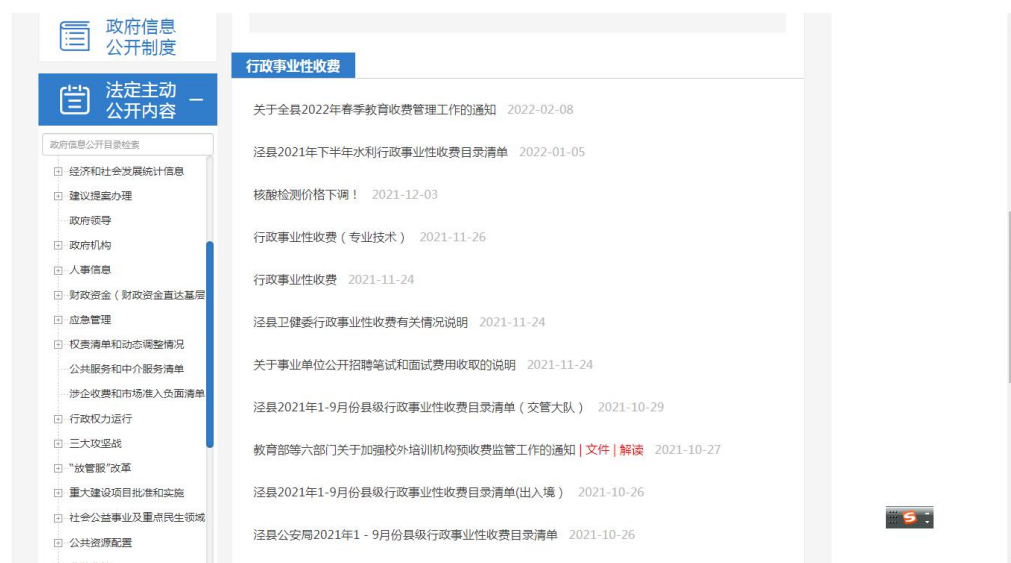 政府信息
公开制度
法定主动
公开内容
政府信息公开目录检索
经济和社会发展统计信息
建议提案办理
政府领导
政府机构
人事信息
财政资金（财政资金直达基层
应急管理
权责清单和动态调整情况
公共服务和中介服务清单
涉企收费和市场准入负面清单
行政权力运行
三大攻坚战
“放管服”改革
重大建设项目批准和实施
社会公益事业及重点民生领域
公共资源配置
行政事业性收费
关于全县2022年春季教育收费管理工作的通知 2022-02-08
泾县2021年下半年水利行政事业性收费目录清单 2022-01-05
核酸检测价格下调！ 2021-12-03
行政事业性收费（专业技术） 2021-11-26
行政事业性收费 2021-11-24
泾县卫健委行政事业性收费有关情况说明 2021-11-24
关于事业单位公开招聘笔试和面试费用收取的说明 2021-11-24
泾县2021年1-9月份县级行政事业性收费目录清单（交管大队） 2021-10-29
教育部等六部门关于加强校外培训机构预收费监管工作的通知 | 文件 | 解读 2021-10-27
泾县2021年1-9月份县级行政事业性收费目录清单(出入境） 2021-10-26
泾县公安局2021年1 - 9月份县级行政事业性收费目录清单 2021-10-26
S